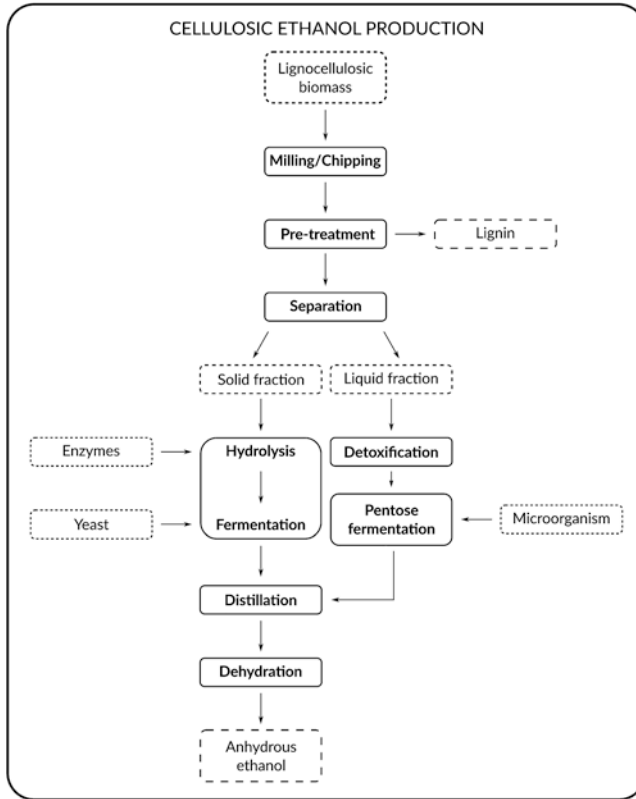 CELLULOSIC ETHANOL PRODUCTION
Lignocellulosic
biomass
Milling/Chipping
Pre-treatment
Lignin
Separation
Solid fraction
Liquid fraction
Enzymes
Hydrolysis
Detoxification
Yeast
Fermentation
Pentose
fermentation
Microorganism
Distillation
Dehydration
Anhydrous
ethanol